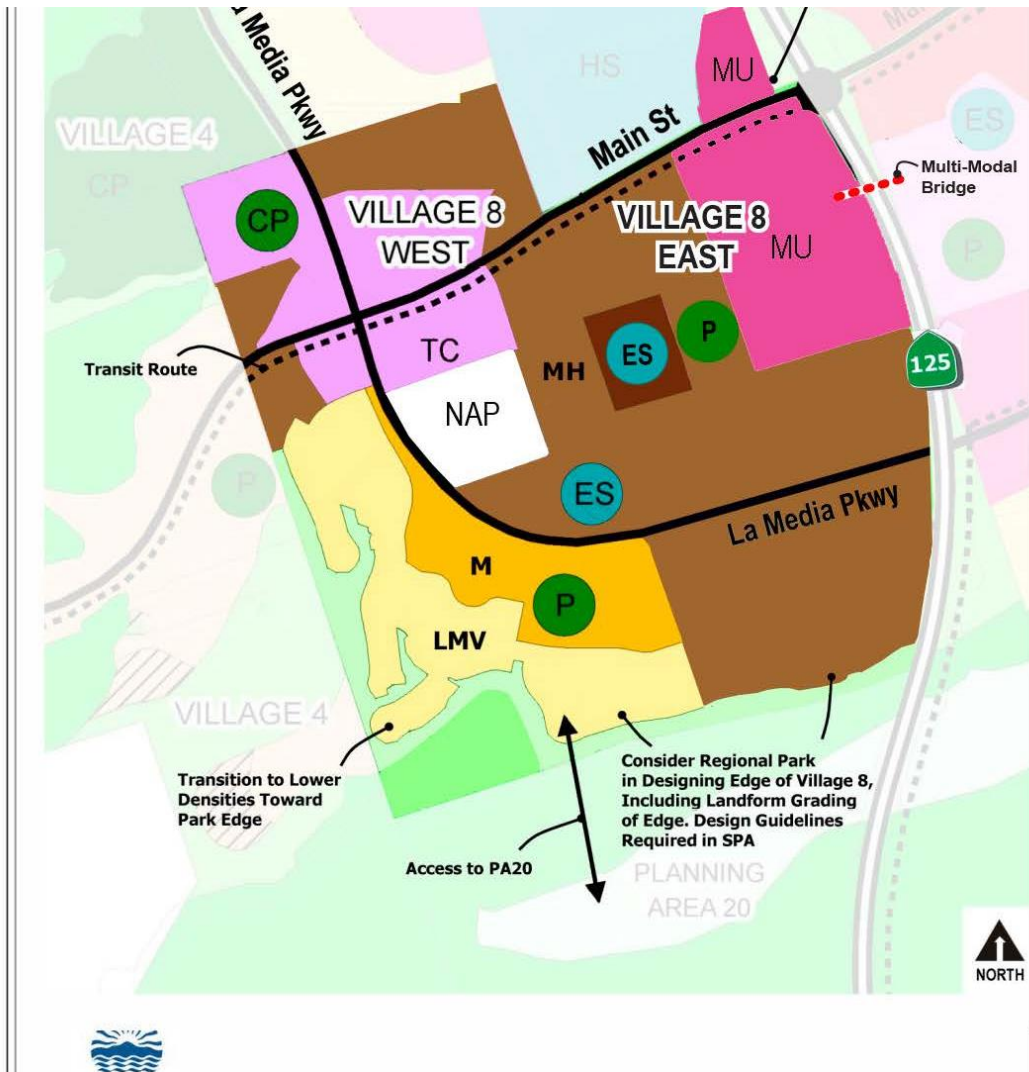 Media Pkwy
HS
MU
Main St
VILLAGE 4
CP
CP
VILLAGE 8
WEST
VILLAGE 8
EAST
MU
ES
Multi-Modal
Bridge
P
Transit Route
TC
MH
ES
P
125
NAP
P
ES
La Media Pkwy
M
P
LMV
VILLAGE 4
Transition to Lower
Densities Toward
Park Edge
Consider Regional Park
in Designing Edge of Village 8,
Including Landform Grading
of Edge. Design Guidelines
Required in SPA
Access to PA20
PLANNING
AREA 20
NORTH